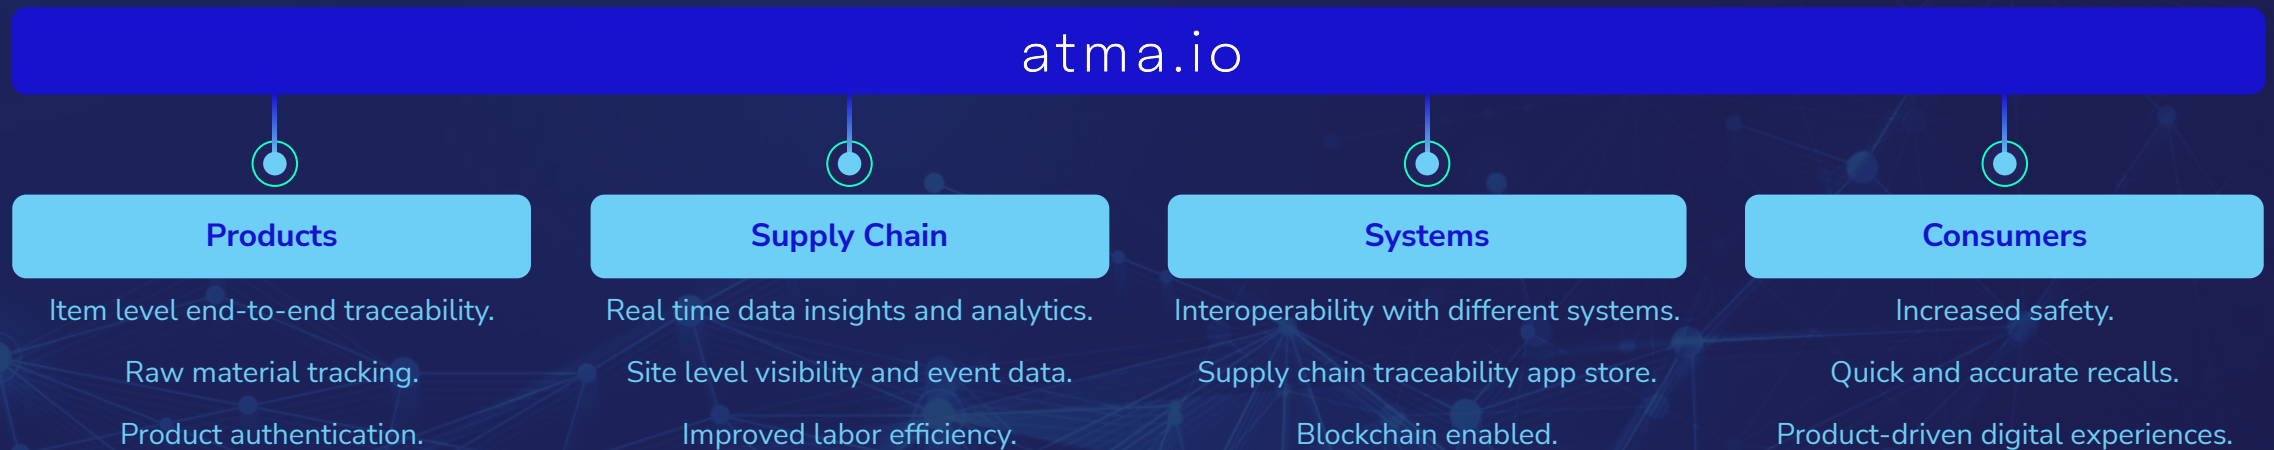 atma.io
Products
Item level end-to-end traceability.
Raw material tracking.
Product authentication.
Supply Chain
Real time data insights and analytics.
Site level visibility and event data.
Improved labor efficiency.
Systems
Interoperability with different systems.
Supply chain traceability app store.
Blockchain enabled.
Consumers
Increased safety.
Quick and accurate recalls.
Product-driven digital experiences.